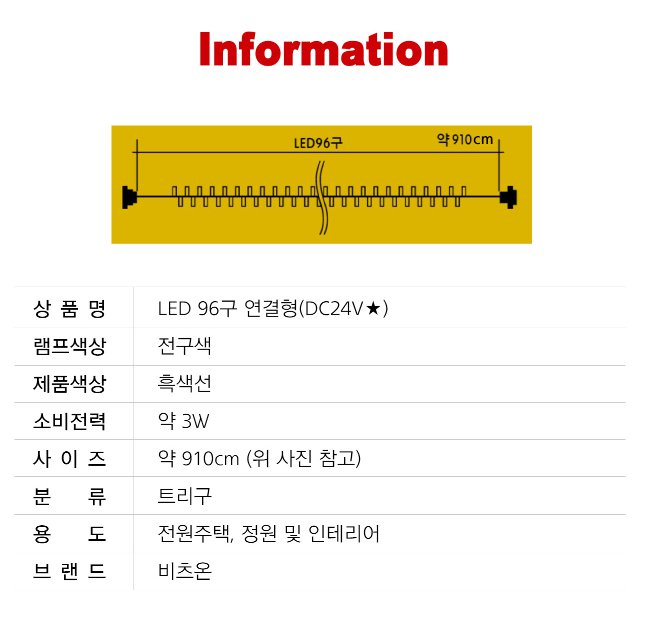 Information
LED96구 약 910cm
상 품 명 LED 96구 연결형(DC24V★)
램프색상 전구색
제품색상 흑색선
소비전력 약 3W
사 이 즈 약 910cm (위 사진 참고)
분 류 트리구
용 도 전원주택, 정원 및 인테리어
브 랜 드 비츠온